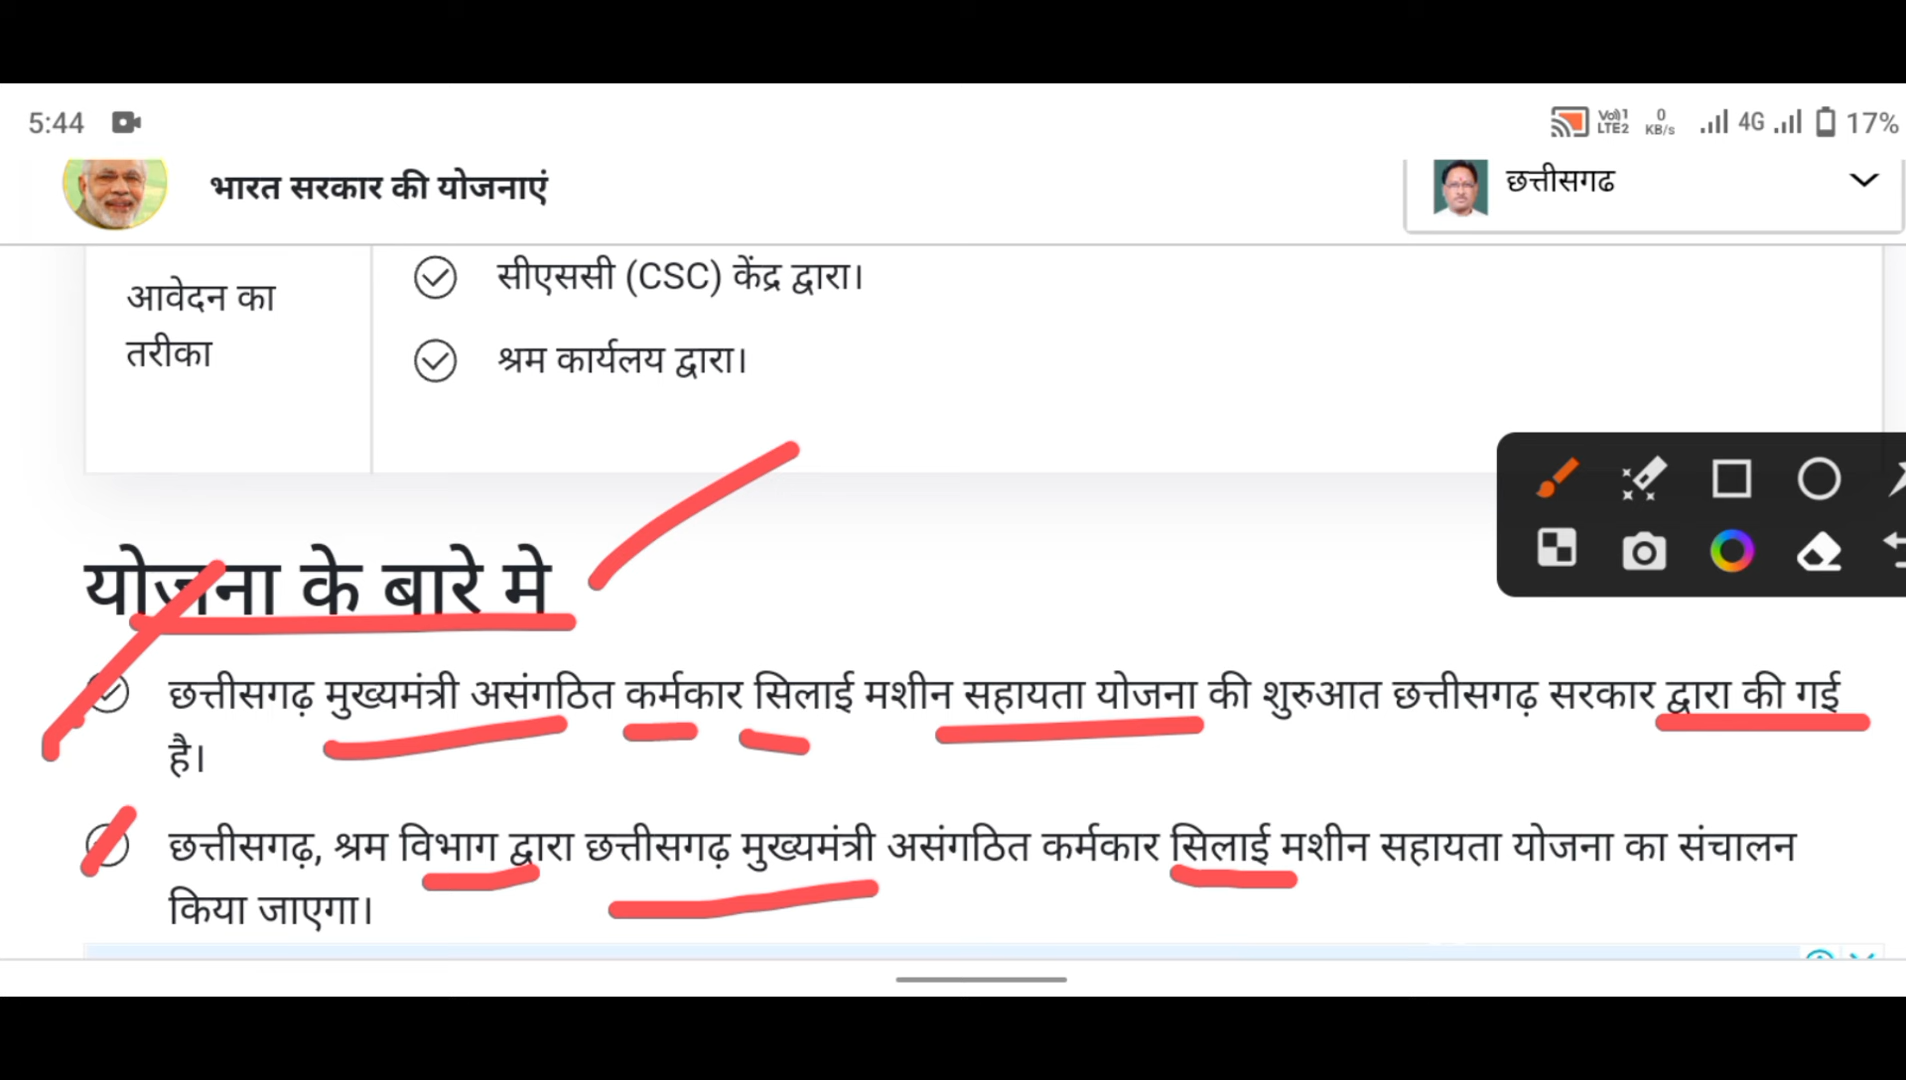 5:44 Vo)) 1 LTE2 0 KB/s 4G 17%
भारत सरकार की योजनाएं छत्तीसगढ
आवेदन का तरीका
सीएससी (CSC) केंद्र द्वारा।
श्रम कार्यलय द्वारा।
योजना के बारे मे
छत्तीसगढ़ मुख्यमंत्री असंगठित कर्मकार सिलाई मशीन सहायता योजना की शुरुआत छत्तीसगढ़ सरकार द्वारा की गई
है।
छत्तीसगढ़, श्रम विभाग द्वारा छत्तीसगढ़ मुख्यमंत्री असंगठित कर्मकार सिलाई मशीन सहायता योजना का संचालन
किया जाएगा।